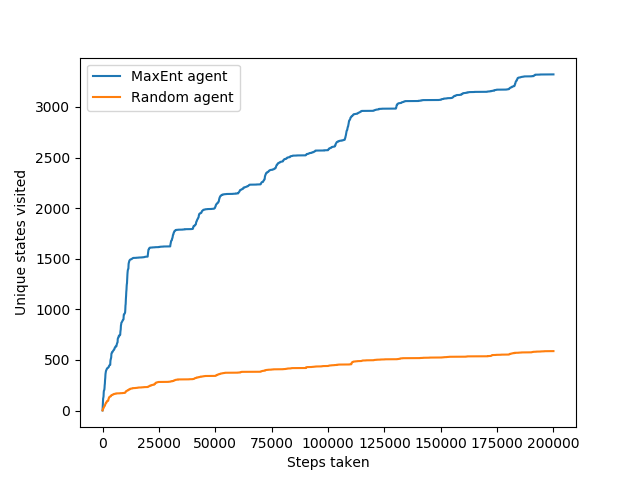 MaxEnt agent
Random agent
Unique states visited
3000
2500
2000
1500
1000
500
0
0 25000 50000 75000 100000 125000 150000 175000 200000
Steps taken